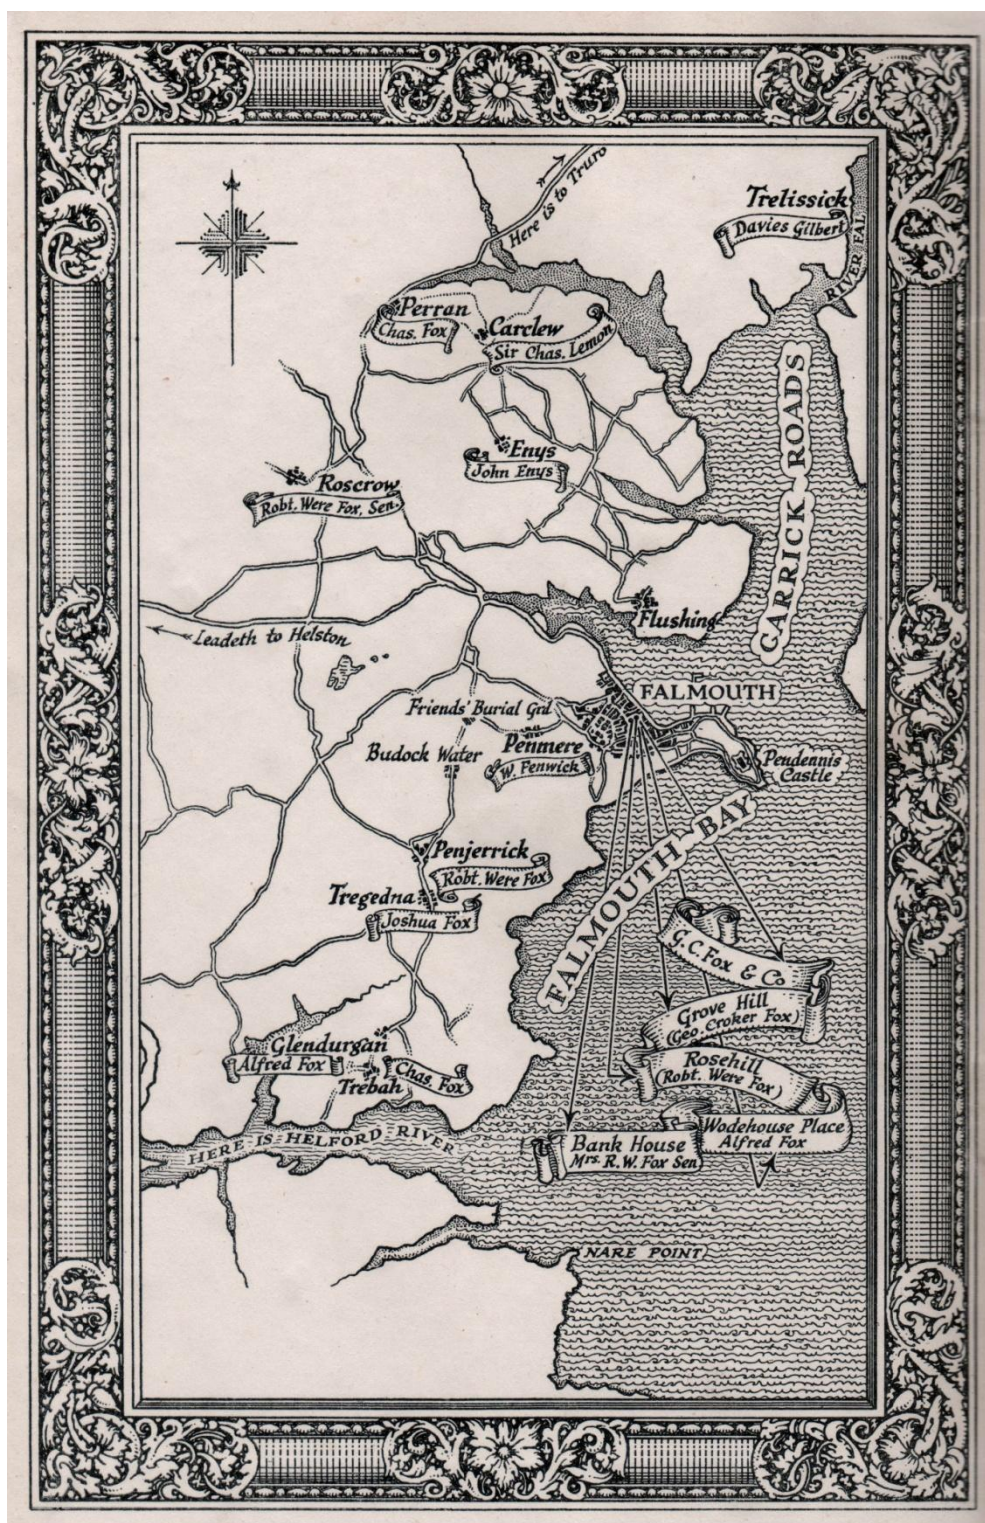 Here is to Truro
Trelissick
Davies Gilbert
RIVER FAL
Perran
Chas. Fox
Carclew
Sir Chas. Lemon
CARRICK ROADS
Enys
John Enys
Roscrow
Robt. Were Fox, Sen.
Flushing
Leadeth to Helston
FALMOUTH
Friends' Burial Grd
Penmere
W. Fenwick
Budock Water
Pendennis
Castle
FALMOUTH BAY
Penjerrick
Robt. Were Fox
Tregedna
Joshua Fox
G. C. Fox & Co
Grove Hill
(Geo. Croker Fox)
Glendurgan
Alfred Fox
Trebah
Chas. Fox
Rosehill
(Robt. Were Fox)
Wodehouse Place
Alfred Fox
Bank House
Mrs. R. W. Fox Sen
HERE IS HELFORD RIVER
NARE POINT